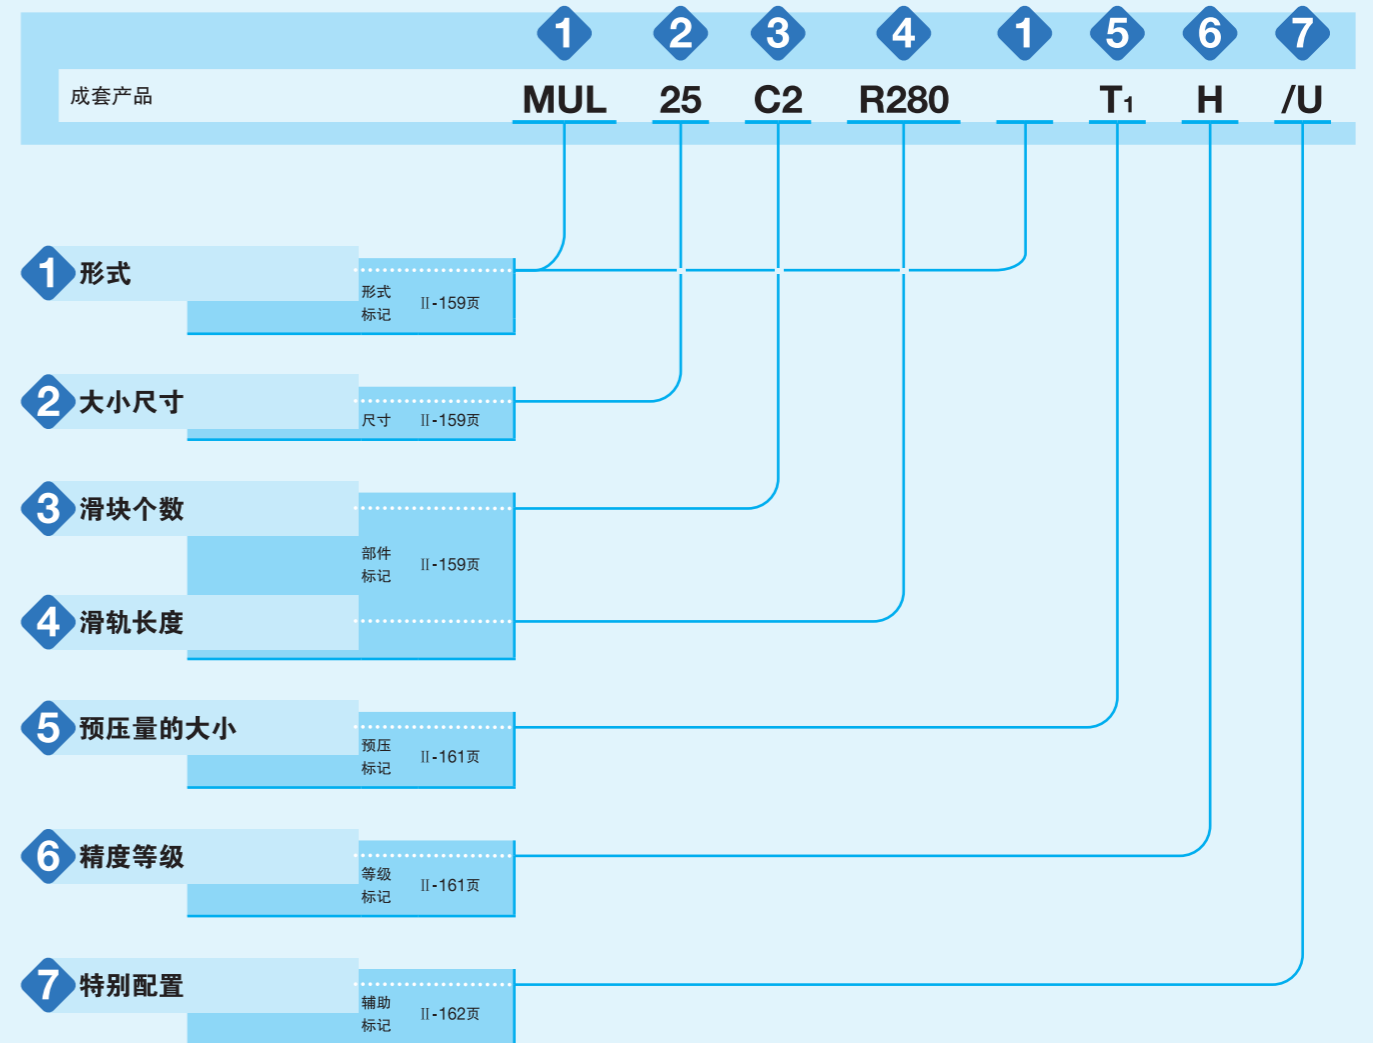 1 2 3 4 1 5 6 7
成套产品 MUL 25 C2 R280 T1 H /U
1 形式
形式
标记 II-159页
2 大小尺寸
尺寸 II-159页
3 滑块个数
部件
标记 II-159页
4 滑轨长度
5 预压量的大小
预压
标记 II-161页
6 精度等级
等级
标记 II-161页
7 特别配置
辅助
标记 II-162页